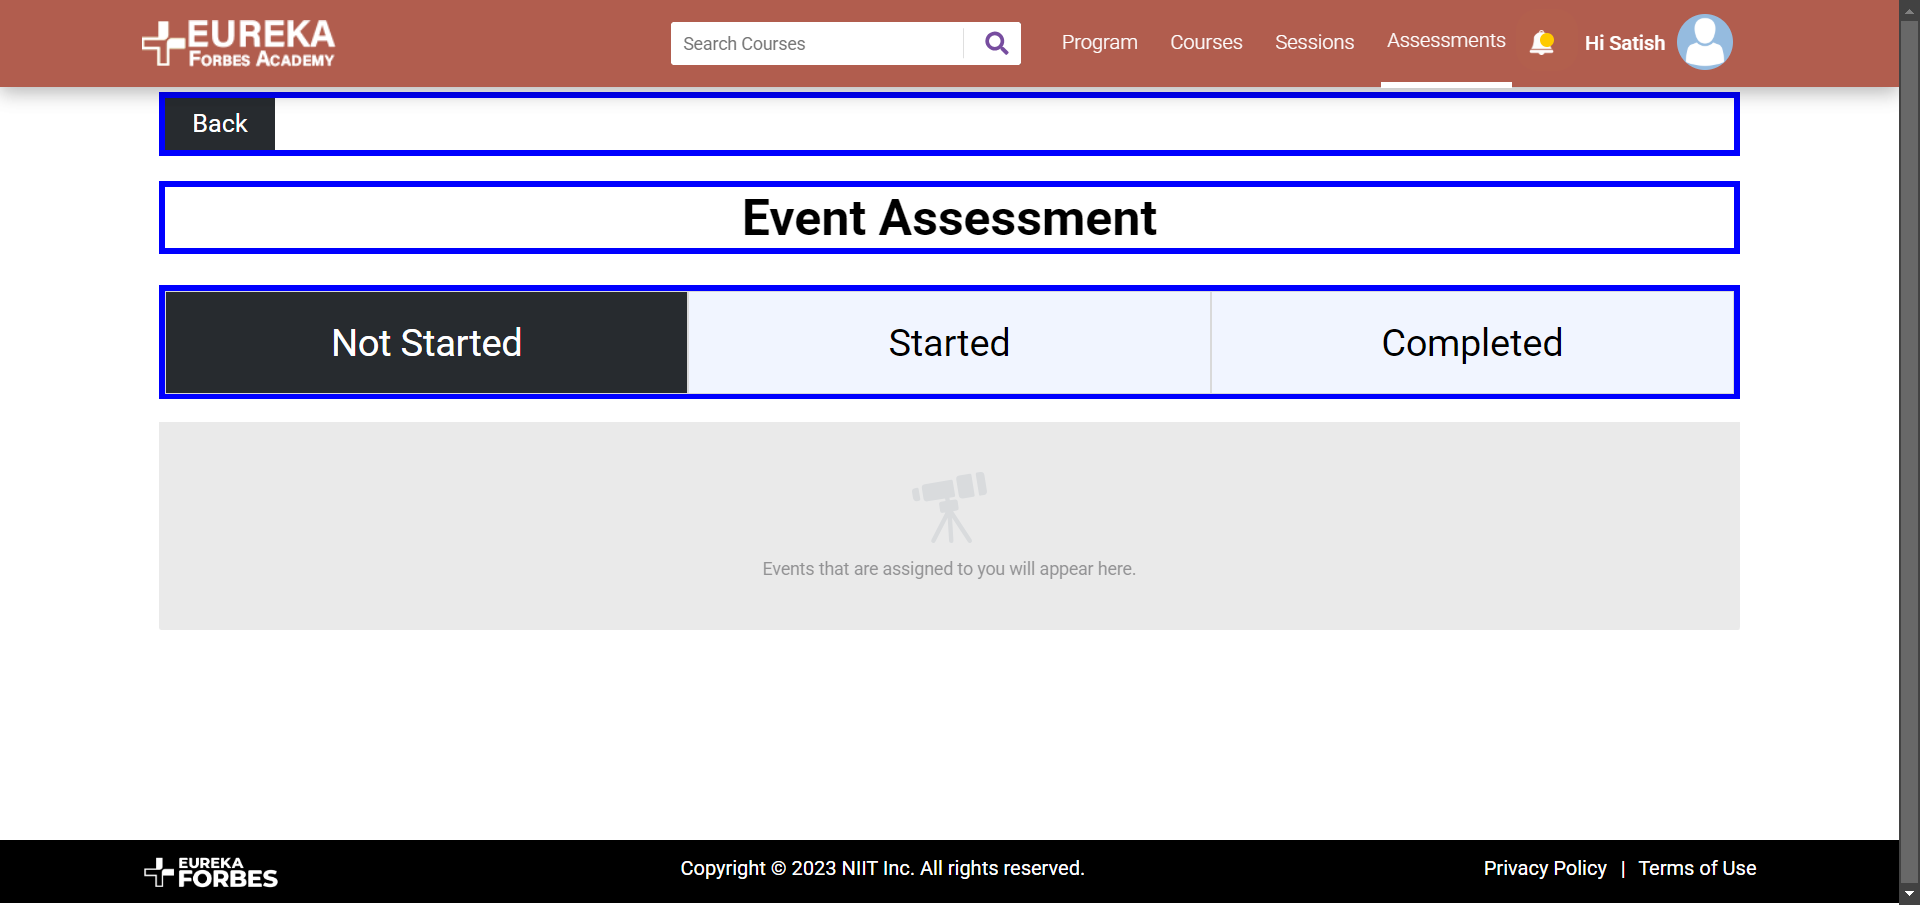 EUREKA
FORBES ACADEMY
Search Courses
Program
Courses
Sessions
Assessments
Hi Satish
Back
Event Assessment
Not Started
Started
Completed
Events that are assigned to you will appear here.
EUREKA
FORBES
Copyright © 2023 NIIT Inc. All rights reserved.
Privacy Policy | Terms of Use